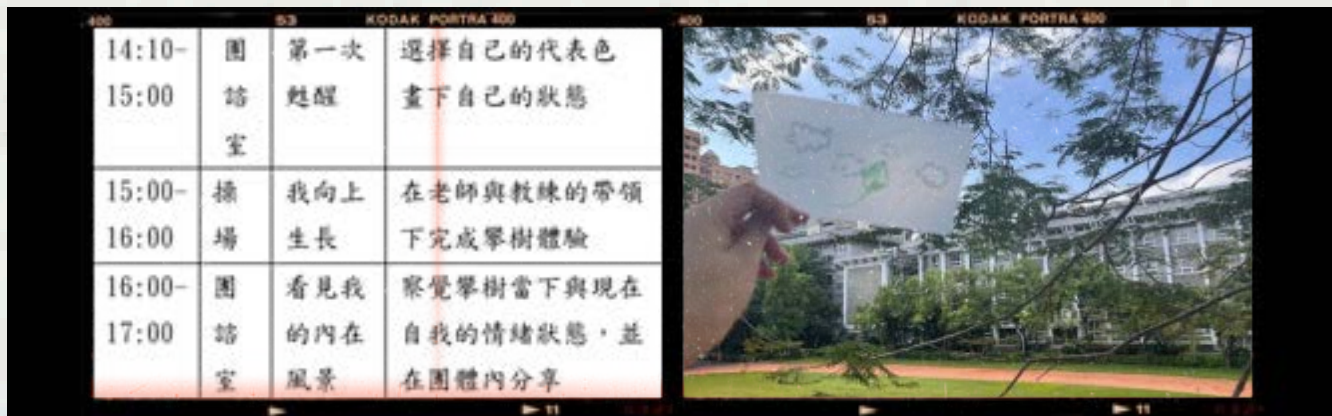 400 53 KODAK PORTRA 400
400 53 KODAK PORTRA 400
14:10- 團 第一次 選擇自己的代表色
15:00 諮 甦醒 畫下自己的狀態
室
15:00- 操 我向上 在老師與教練的帶領
16:00 場 生長 下完成攀樹體驗
16:00- 團 看見我 察覺攀樹當下與現在
17:00 諮 的內在 自我的情緒狀態，並
室 風景 在團體內分享
11
11